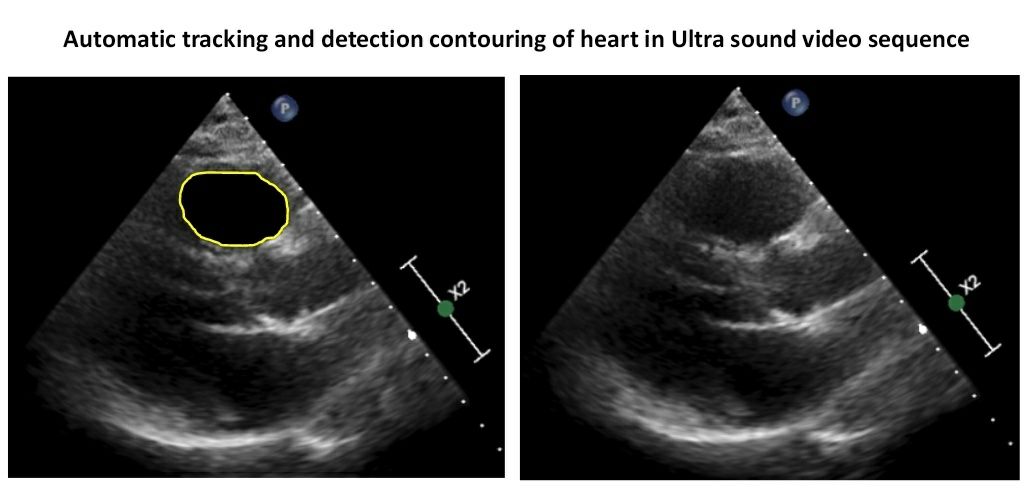 Automatic tracking and detection contouring of heart in Ultra sound video sequence
P
P
X2
X2